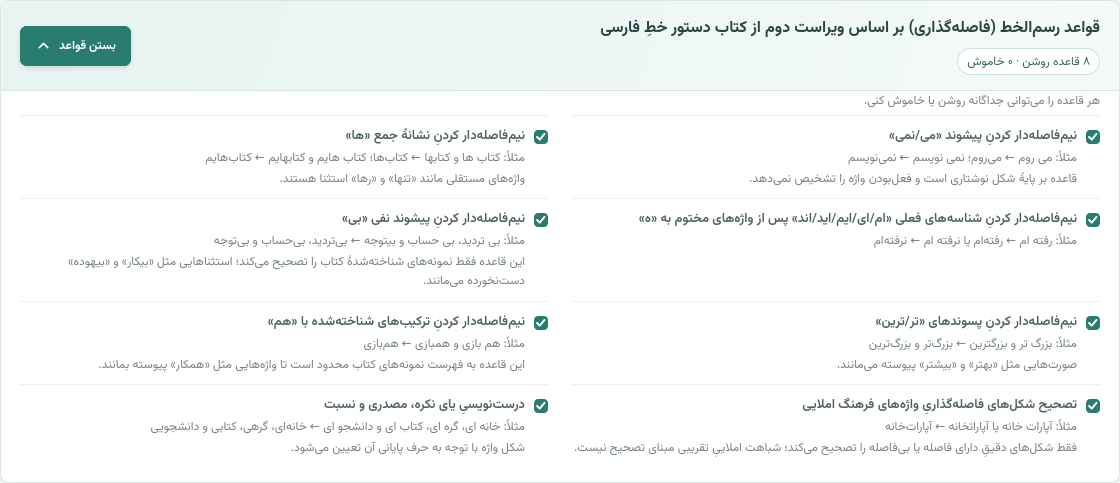 قواعد رسم‌الخط (فاصله‌گذاری) بر اساس ویراست دوم از کتاب دستور خطِ فارسی
۸ قاعده روشن · ۰ خاموش
بستن قواعد
هر قاعده را می‌توانی جداگانه روشن یا خاموش کنی.
نیم‌فاصله‌دار کردنِ پیشوند «می/نمی»
مثلاً: می روم ← می‌روم؛ نمی نویسم ← نمی‌نویسم
قاعده بر پایهٔ شکل نوشتاری است و فعل‌بودن واژه را تشخیص نمی‌دهد.
نیم‌فاصله‌دار کردنِ نشانهٔ جمع «ها»
مثلاً: کتاب ها و کتابها ← کتاب‌ها؛ کتاب هایم و کتابهایم ← کتاب‌هایم
واژه‌های مستقلی مانند «تنها» و «رها» استثنا هستند.
نیم‌فاصله‌دار کردنِ شناسه‌های فعلی «ام/ای/ایم/اید/اند» پس از واژه‌های مختوم به «ه»
مثلاً: رفته ام ← رفته‌ام یا نرفته ام ← نرفته‌ام
نیم‌فاصله‌دار کردنِ پیشوند نفی «بی»
مثلاً: بی تردید، بی حساب و بیتوجه ← بی‌تردید، بی‌حساب و بی‌توجه
این قاعده فقط نمونه‌های شناخته‌شدهٔ کتاب را تصحیح می‌کند؛ استثناهایی مثل «بیکار» و «بیهوده»
دست‌نخورده می‌مانند.
نیم‌فاصله‌دار کردنِ پسوندهای «تر/ترین»
مثلاً: بزرگ تر و بزرگترین ← بزرگ‌تر و بزرگ‌ترین
صورت‌هایی مثل «بهتر» و «بیشتر» پیوسته می‌مانند.
نیم‌فاصله‌دار کردنِ ترکیب‌های شناخته‌شده با «هم»
مثلاً: هم بازی و همبازی ← هم‌بازی
این قاعده به فهرست نمونه‌های کتاب محدود است تا واژه‌هایی مثل «همکار» پیوسته بمانند.
تصحیح شکل‌های فاصله‌گذاریِ واژه‌های فرهنگ املایی
مثلاً: آپارات خانه یا آپاراتخانه ← آپارات‌خانه
فقط شکل‌های دقیقِ دارای فاصله یا بی‌فاصله را تصحیح می‌کند؛ شباهت املاییِ تقریبی مبنای تصحیح نیست.
درست‌نویسیِ یای نکره، مصدری و نسبت
مثلاً: خانه ای، گره ای، کتاب ای و دانشجو ای ← خانه‌ای، گرهی، کتابی و دانشجویی
شکل واژه با توجه به حرف پایانی آن تعیین می‌شود.